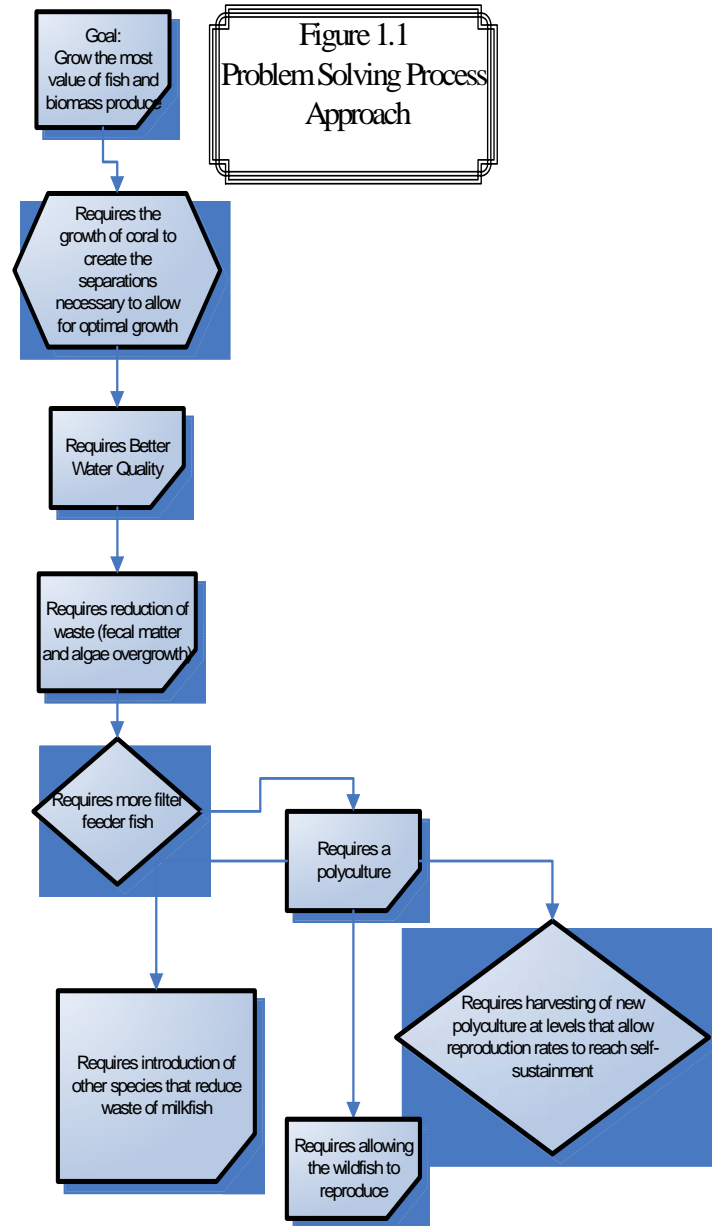 Goal:
Grow the most
value of fish and
biomass produce
Figure 1.1
Problem Solving Process
Approach
Requires the
growth of coral to
create the
separations
necessary to allow
for optimal growth
Requires Better
Water Quality
Requires reduction of
waste (fecal matter
and algae overgrowth)
Requires more filter
feeder fish
Requires a
polyculture
Requires harvesting of new
polyculture at levels that allow
reproduction rates to reach self-
sustainment
Requires introduction of
other species that reduce
waste of milkfish
Requires allowing
the wildfish to
reproduce